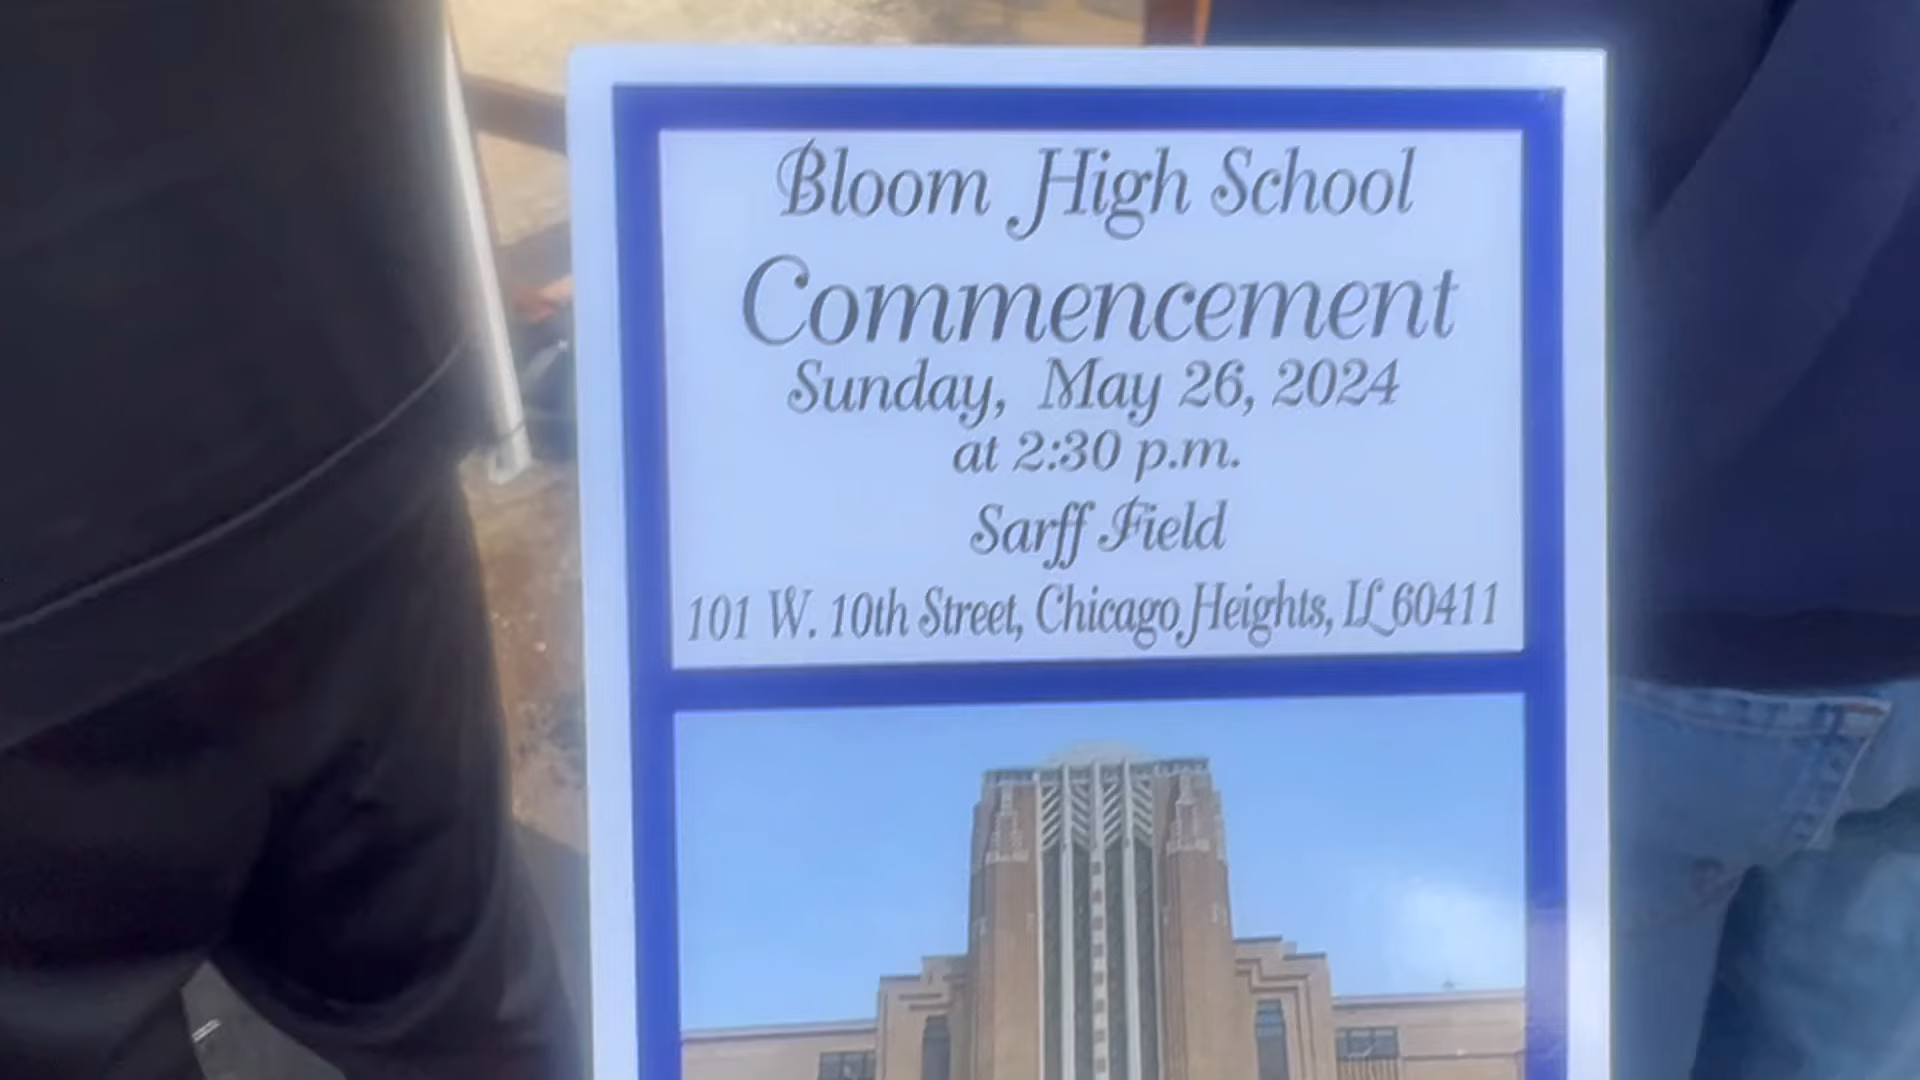 Bloom High School
Commencement
Sunday, May 26, 2024
at 2:30 p.m.
Sarff Field
101 W. 10th Street, Chicago Heights, IL 60411